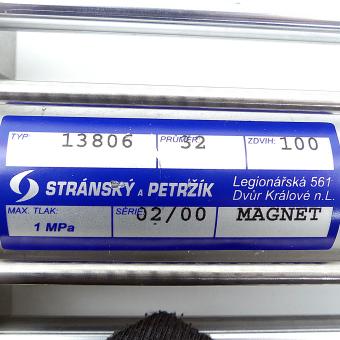 TYP: 13806 PRŮMĚR: 32 ZDVIH: 100
STRÁNSKÝ A PETRŽÍK
Legionářská 561
Dvůr Králové n.L.
MAX. TLAK: 1 MPa SÉRIE: 02/00 MAGNET